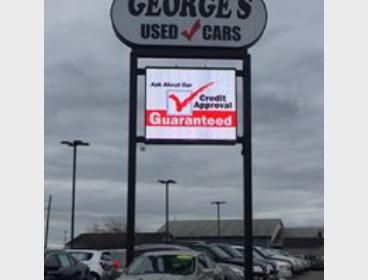 GEORGE'S
USED CARS
Ask About Our
Credit
Approval
Guaranteed